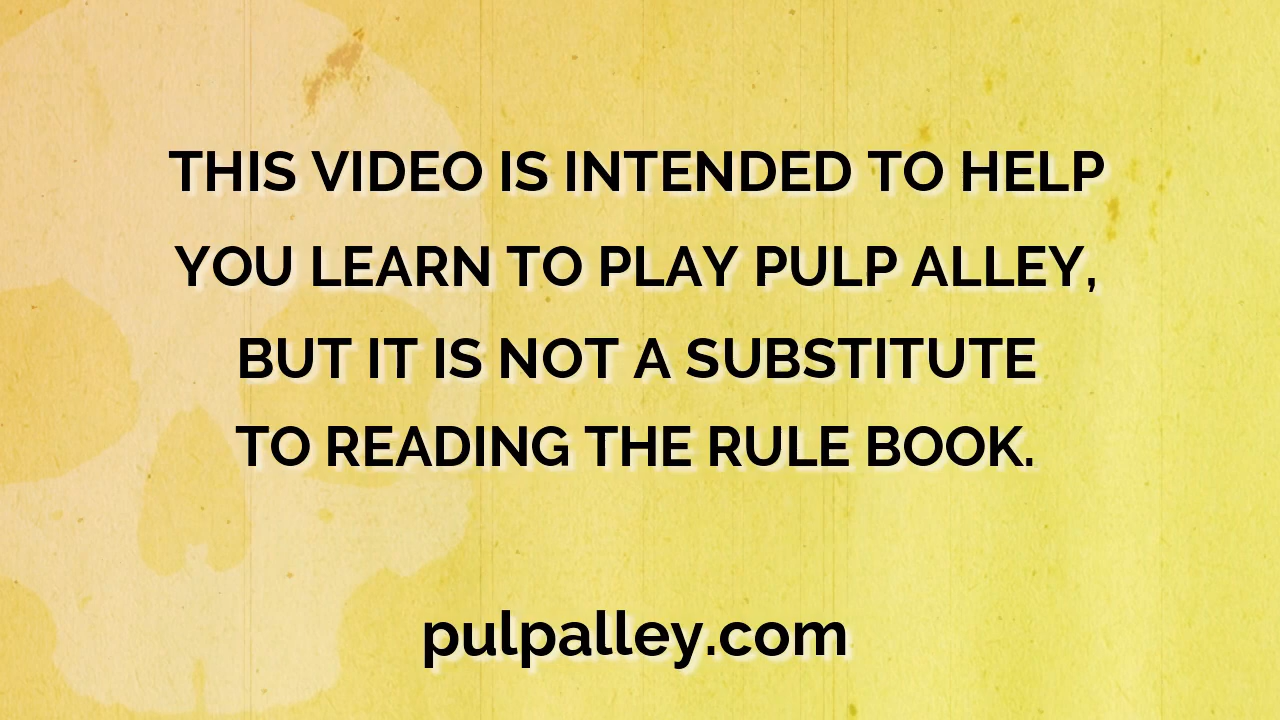 THIS VIDEO IS INTENDED TO HELP
YOU LEARN TO PLAY PULP ALLEY,
BUT IT IS NOT A SUBSTITUTE
TO READING THE RULE BOOK.
pulpalley.com